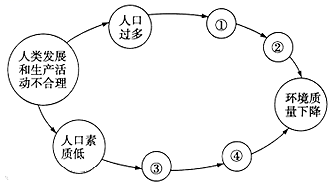 人口
过多
①
②
人类发展
和生产活
动不合理
环境质
量下降
人口素
质低
③
④